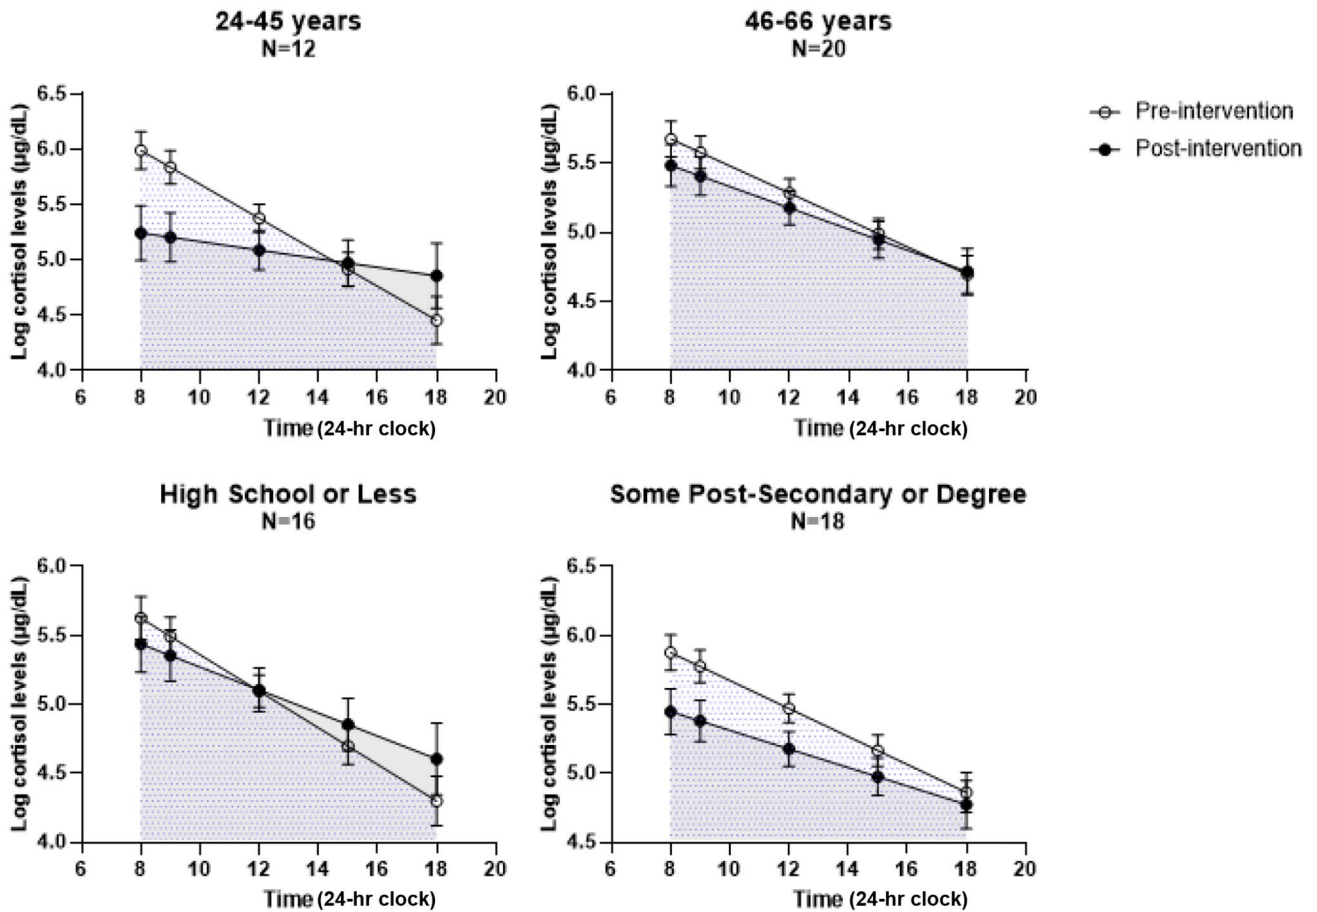 24-45 years
N=12
6.5
6.0
5.5
5.0
4.5
4.0
Log cortisol levels (µg/dL)
6 8 10 12 14 16 18 20
Time (24-hr clock)
46-66 years
N=20
6.0
5.5
5.0
4.5
4.0
Log cortisol levels (µg/dL)
6 8 10 12 14 16 18 20
Time (24-hr clock)
Pre-intervention
Post-intervention
High School or Less
N=16
6.0
5.5
5.0
4.5
4.0
Log cortisol levels (µg/dL)
6 8 10 12 14 16 18 20
Time (24-hr clock)
Some Post-Secondary or Degree
N=18
6.5
6.0
5.5
5.0
4.5
Log cortisol levels (µg/dL)
6 8 10 12 14 16 18 20
Time (24-hr clock)